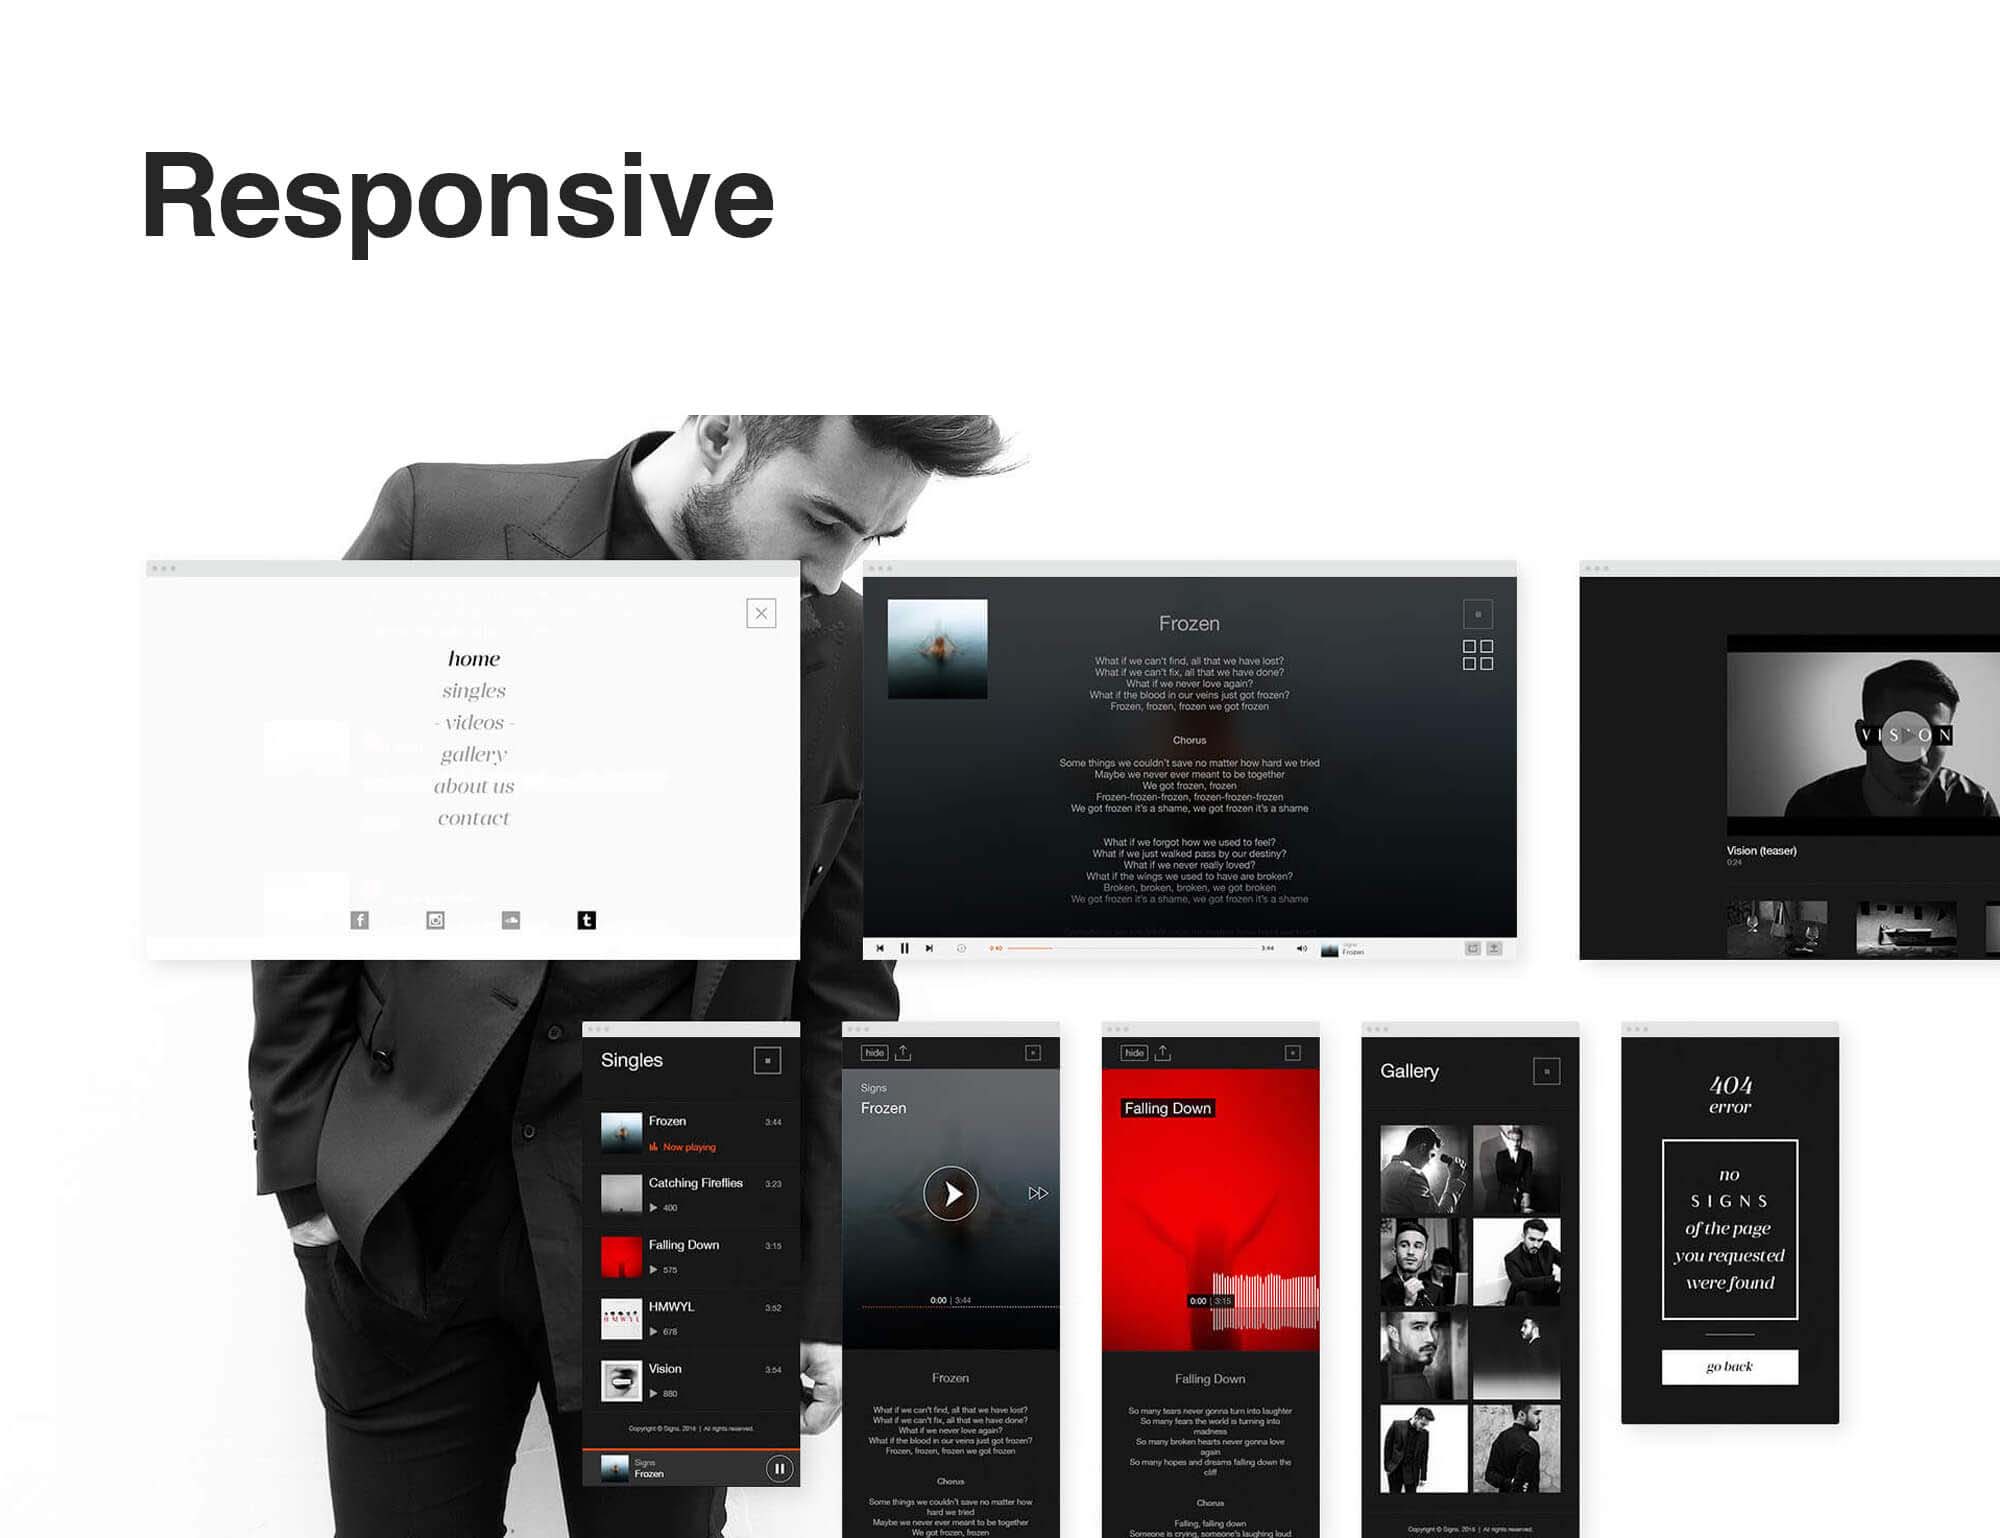 Responsive
home
singles
- videos -
gallery
about us
contact
Frozen
What if we can't find, all that we have lost?
What if we can't fix, all that we have done?
What if we never love again?
What if the blood in our veins just got frozen?
Frozen, frozen, frozen we got frozen
Chorus
Some things we couldn't save no matter how hard we tried
Maybe we never ever meant to be together
We got frozen, frozen
Frozen-frozen-frozen, frozen-frozen-frozen
We got frozen it's a shame, we got frozen it's a shame
What if we forgot how we used to feel?
What if we just walked pass by our destiny?
What if we never really loved?
What if the wings we used to have are broken?
Broken, broken, broken, we got broken
We got frozen it's a shame, we got frozen it's a shame
0:40
3:44
Signs
Frozen
VISION
Vision (teaser)
0:24
Singles
Frozen 3:44
Now playing
Catching Fireflies 3:23
400
Falling Down 3:15
575
HMWYL 3:52
678
Vision 3:54
880
Copyright © Signs, 2016 | All rights reserved.
Signs
Frozen
hide
Signs
Frozen
0:00 | 3:44
Frozen
What if we can't find, all that we have lost?
What if we can't fix, all that we have done?
What if we never love again?
What if the blood in our veins just got frozen?
Frozen, frozen, frozen we got frozen
Chorus
Some things we couldn't save no matter how
hard we tried
Maybe we never ever meant to be together
We got frozen, frozen
hide
Falling Down
0:00 | 3:15
Falling Down
So many tears never gonna turn into laughter
So many fears the world is turning into
madness
So many broken hearts never gonna love
again
So many hopes and dreams falling down the
cliff
Chorus
Falling, falling down
Someone is crying, someone's laughing loud
Gallery
Copyright © Signs, 2016 | All rights reserved.
404
error
no
SIGNS
of the page
you requested
were found
go back